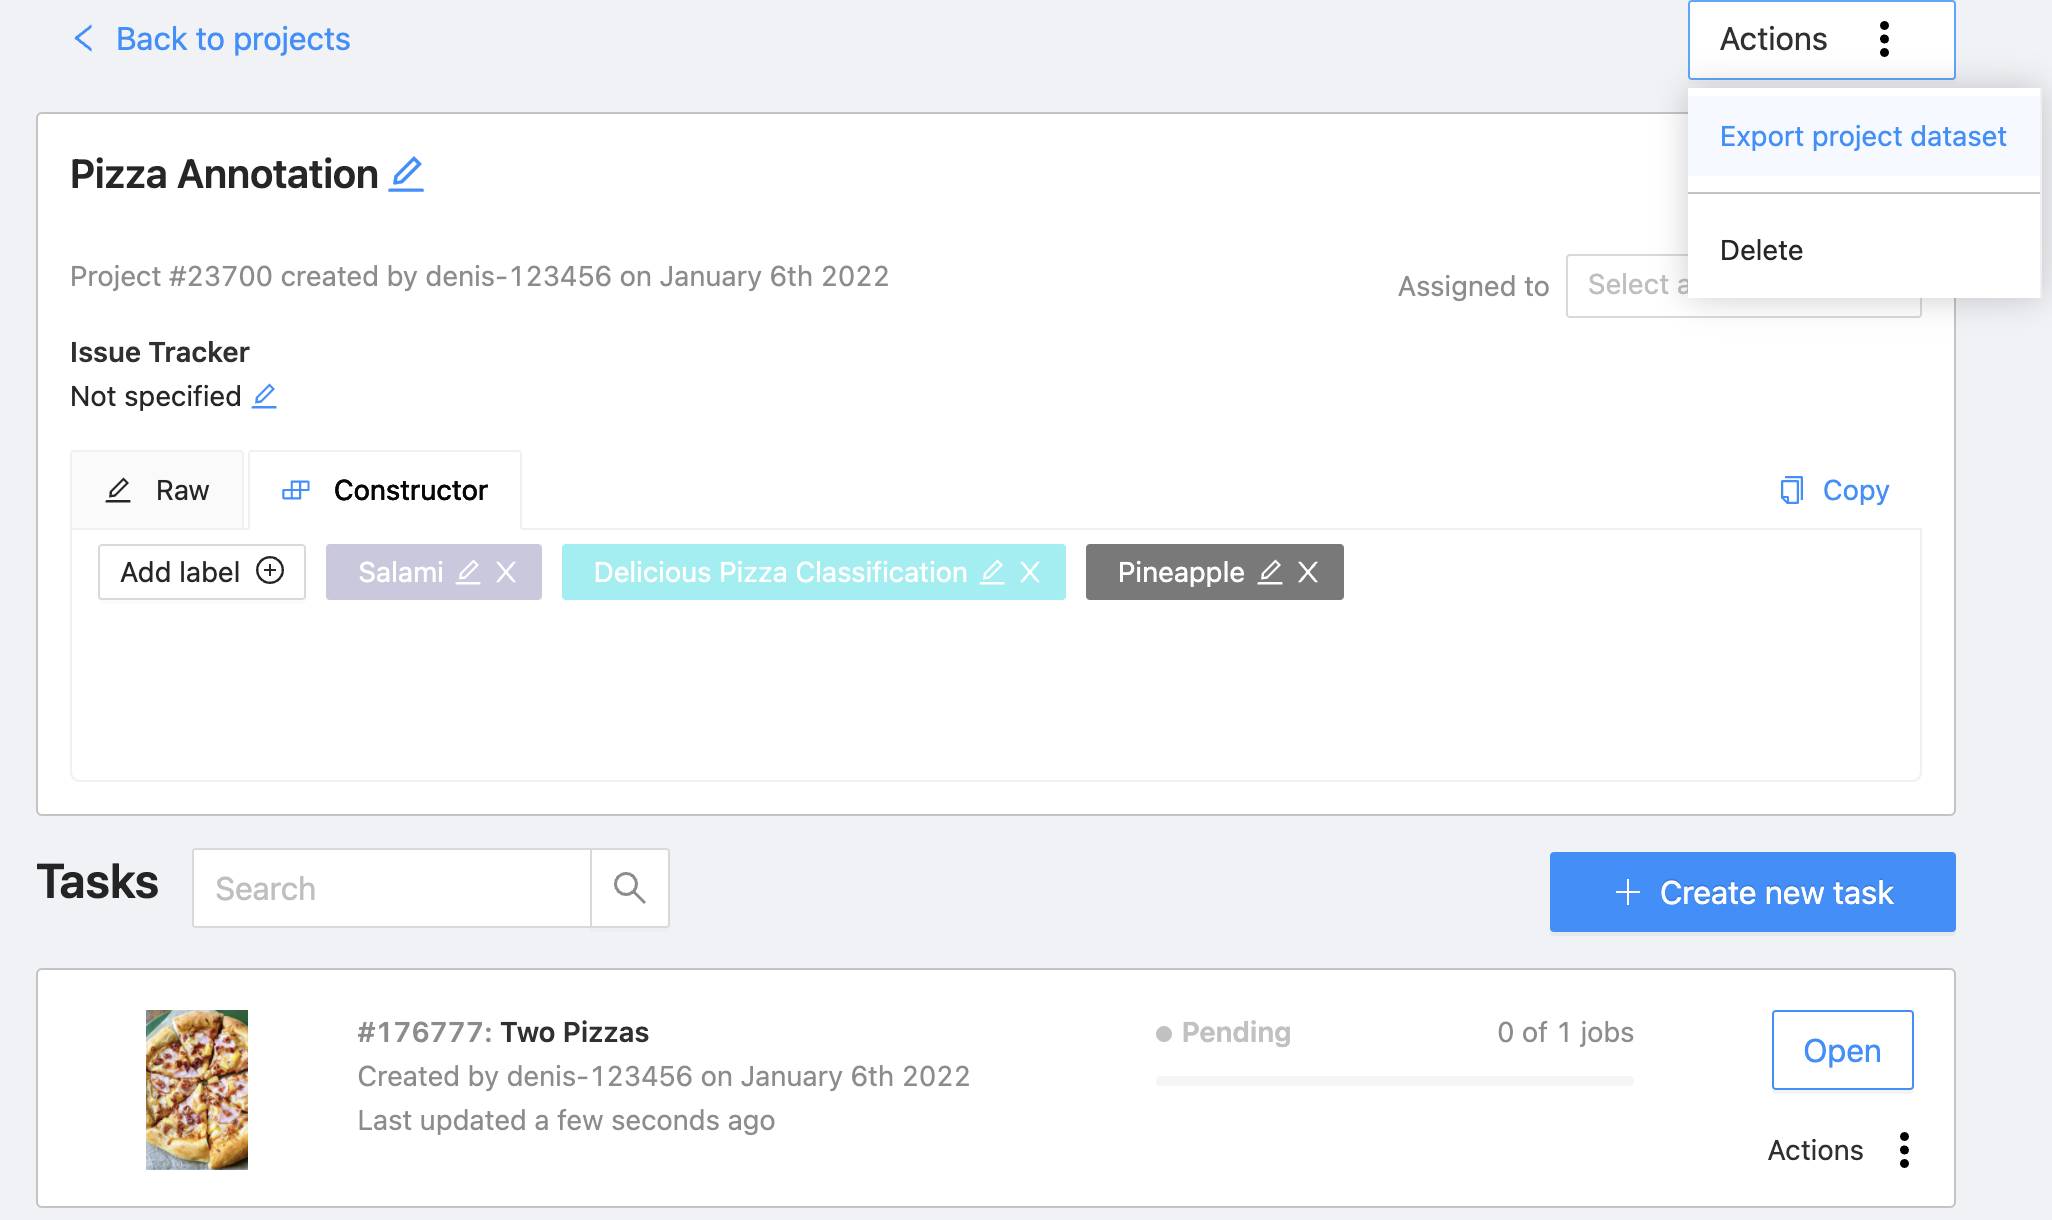 Back to projects
Actions
Export project dataset
Delete
Pizza Annotation
Project #23700 created by denis-123456 on January 6th 2022
Assigned to
Select a
Issue Tracker
Not specified
Raw
Constructor
Copy
Add label
Salami
Delicious Pizza Classification
Pineapple
Tasks
Search
Create new task
#176777: Two Pizzas
Created by denis-123456 on January 6th 2022
Last updated a few seconds ago
Pending
0 of 1 jobs
Open
Actions